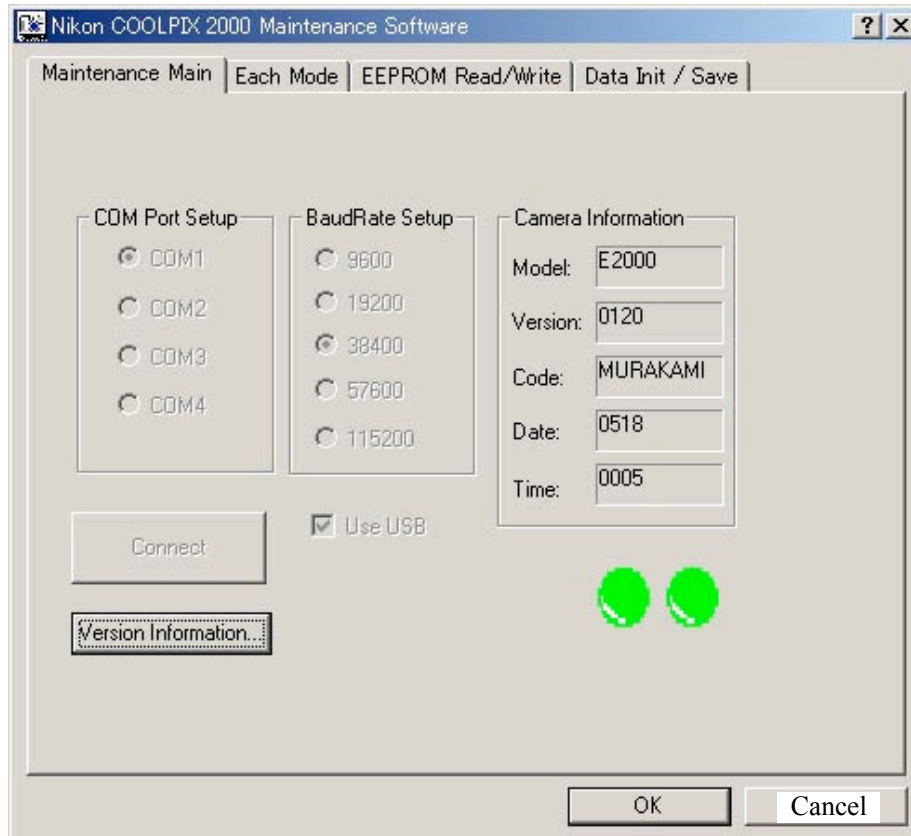 Nikon COOLPIX 2000 Maintenance Software
Maintenance Main
Each Mode
EEPROM Read/Write
Data Init / Save
COM Port Setup
COM1
COM2
COM3
COM4
BaudRate Setup
9600
19200
38400
57600
115200
Use USB
Camera Information
Model: E2000
Version: 0120
Code: MURAKAMI
Date: 0518
Time: 0005
Connect
Version Information...
OK
Cancel